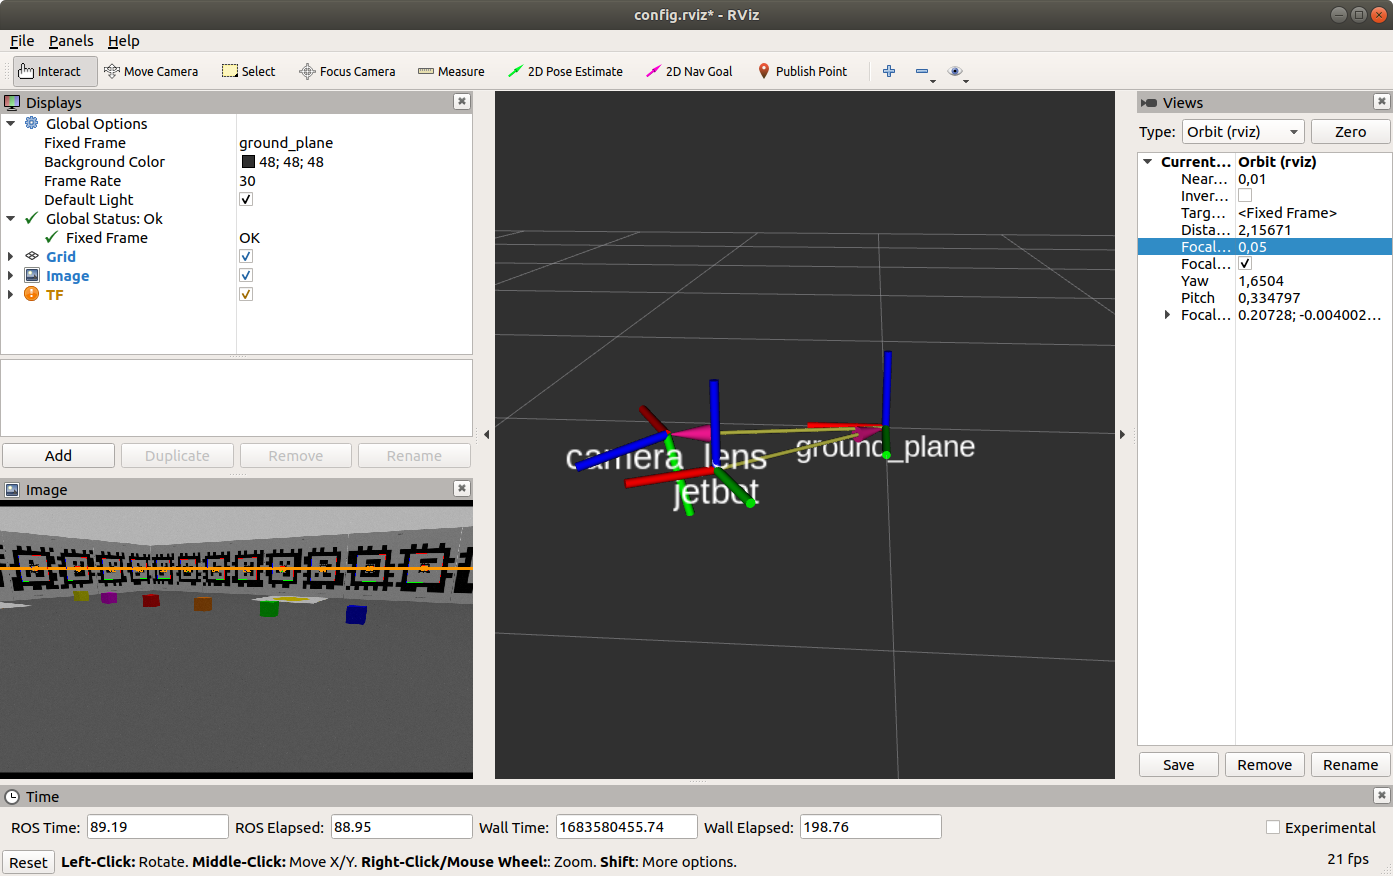 config.rviz* - RViz
File Panels Help
Interact Move Camera Select Focus Camera Measure 2D Pose Estimate 2D Nav Goal Publish Point
Displays
Global Options
Fixed Frame ground_plane
Background Color 48; 48; 48
Frame Rate 30
Default Light
Global Status: Ok
Fixed Frame OK
Grid
Image
TF
Add Duplicate Remove Rename
Image
camera_lens
jetbot
ground_plane
Views
Type: Orbit (rviz) Zero
Current... Orbit (rviz)
Near... 0,01
Inver...
Targ... <Fixed Frame>
Dista... 2,15671
Focal... 0,05
Focal...
Yaw 1,6504
Pitch 0,334797
Focal... 0.20728; -0.004002...
Save Remove Rename
Time
ROS Time: 89.19 ROS Elapsed: 88.95 Wall Time: 1683580455.74 Wall Elapsed: 198.76 Experimental
Reset Left-Click: Rotate. Middle-Click: Move X/Y. Right-Click/Mouse Wheel:: Zoom. Shift: More options. 21 fps